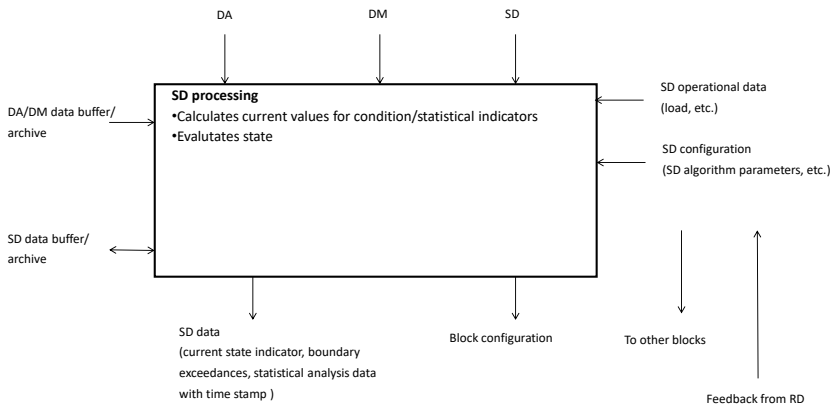 DA
DM
SD
SD processing
•Calculates current values for condition/statistical indicators
•Evalutates state
DA/DM data buffer/
archive
SD data buffer/
archive
SD operational data
(load, etc.)
SD configuration
(SD algorithm parameters, etc.)
SD data
(current state indicator, boundary
exceedances, statistical analysis data
with time stamp )
Block configuration
To other blocks
Feedback from RD